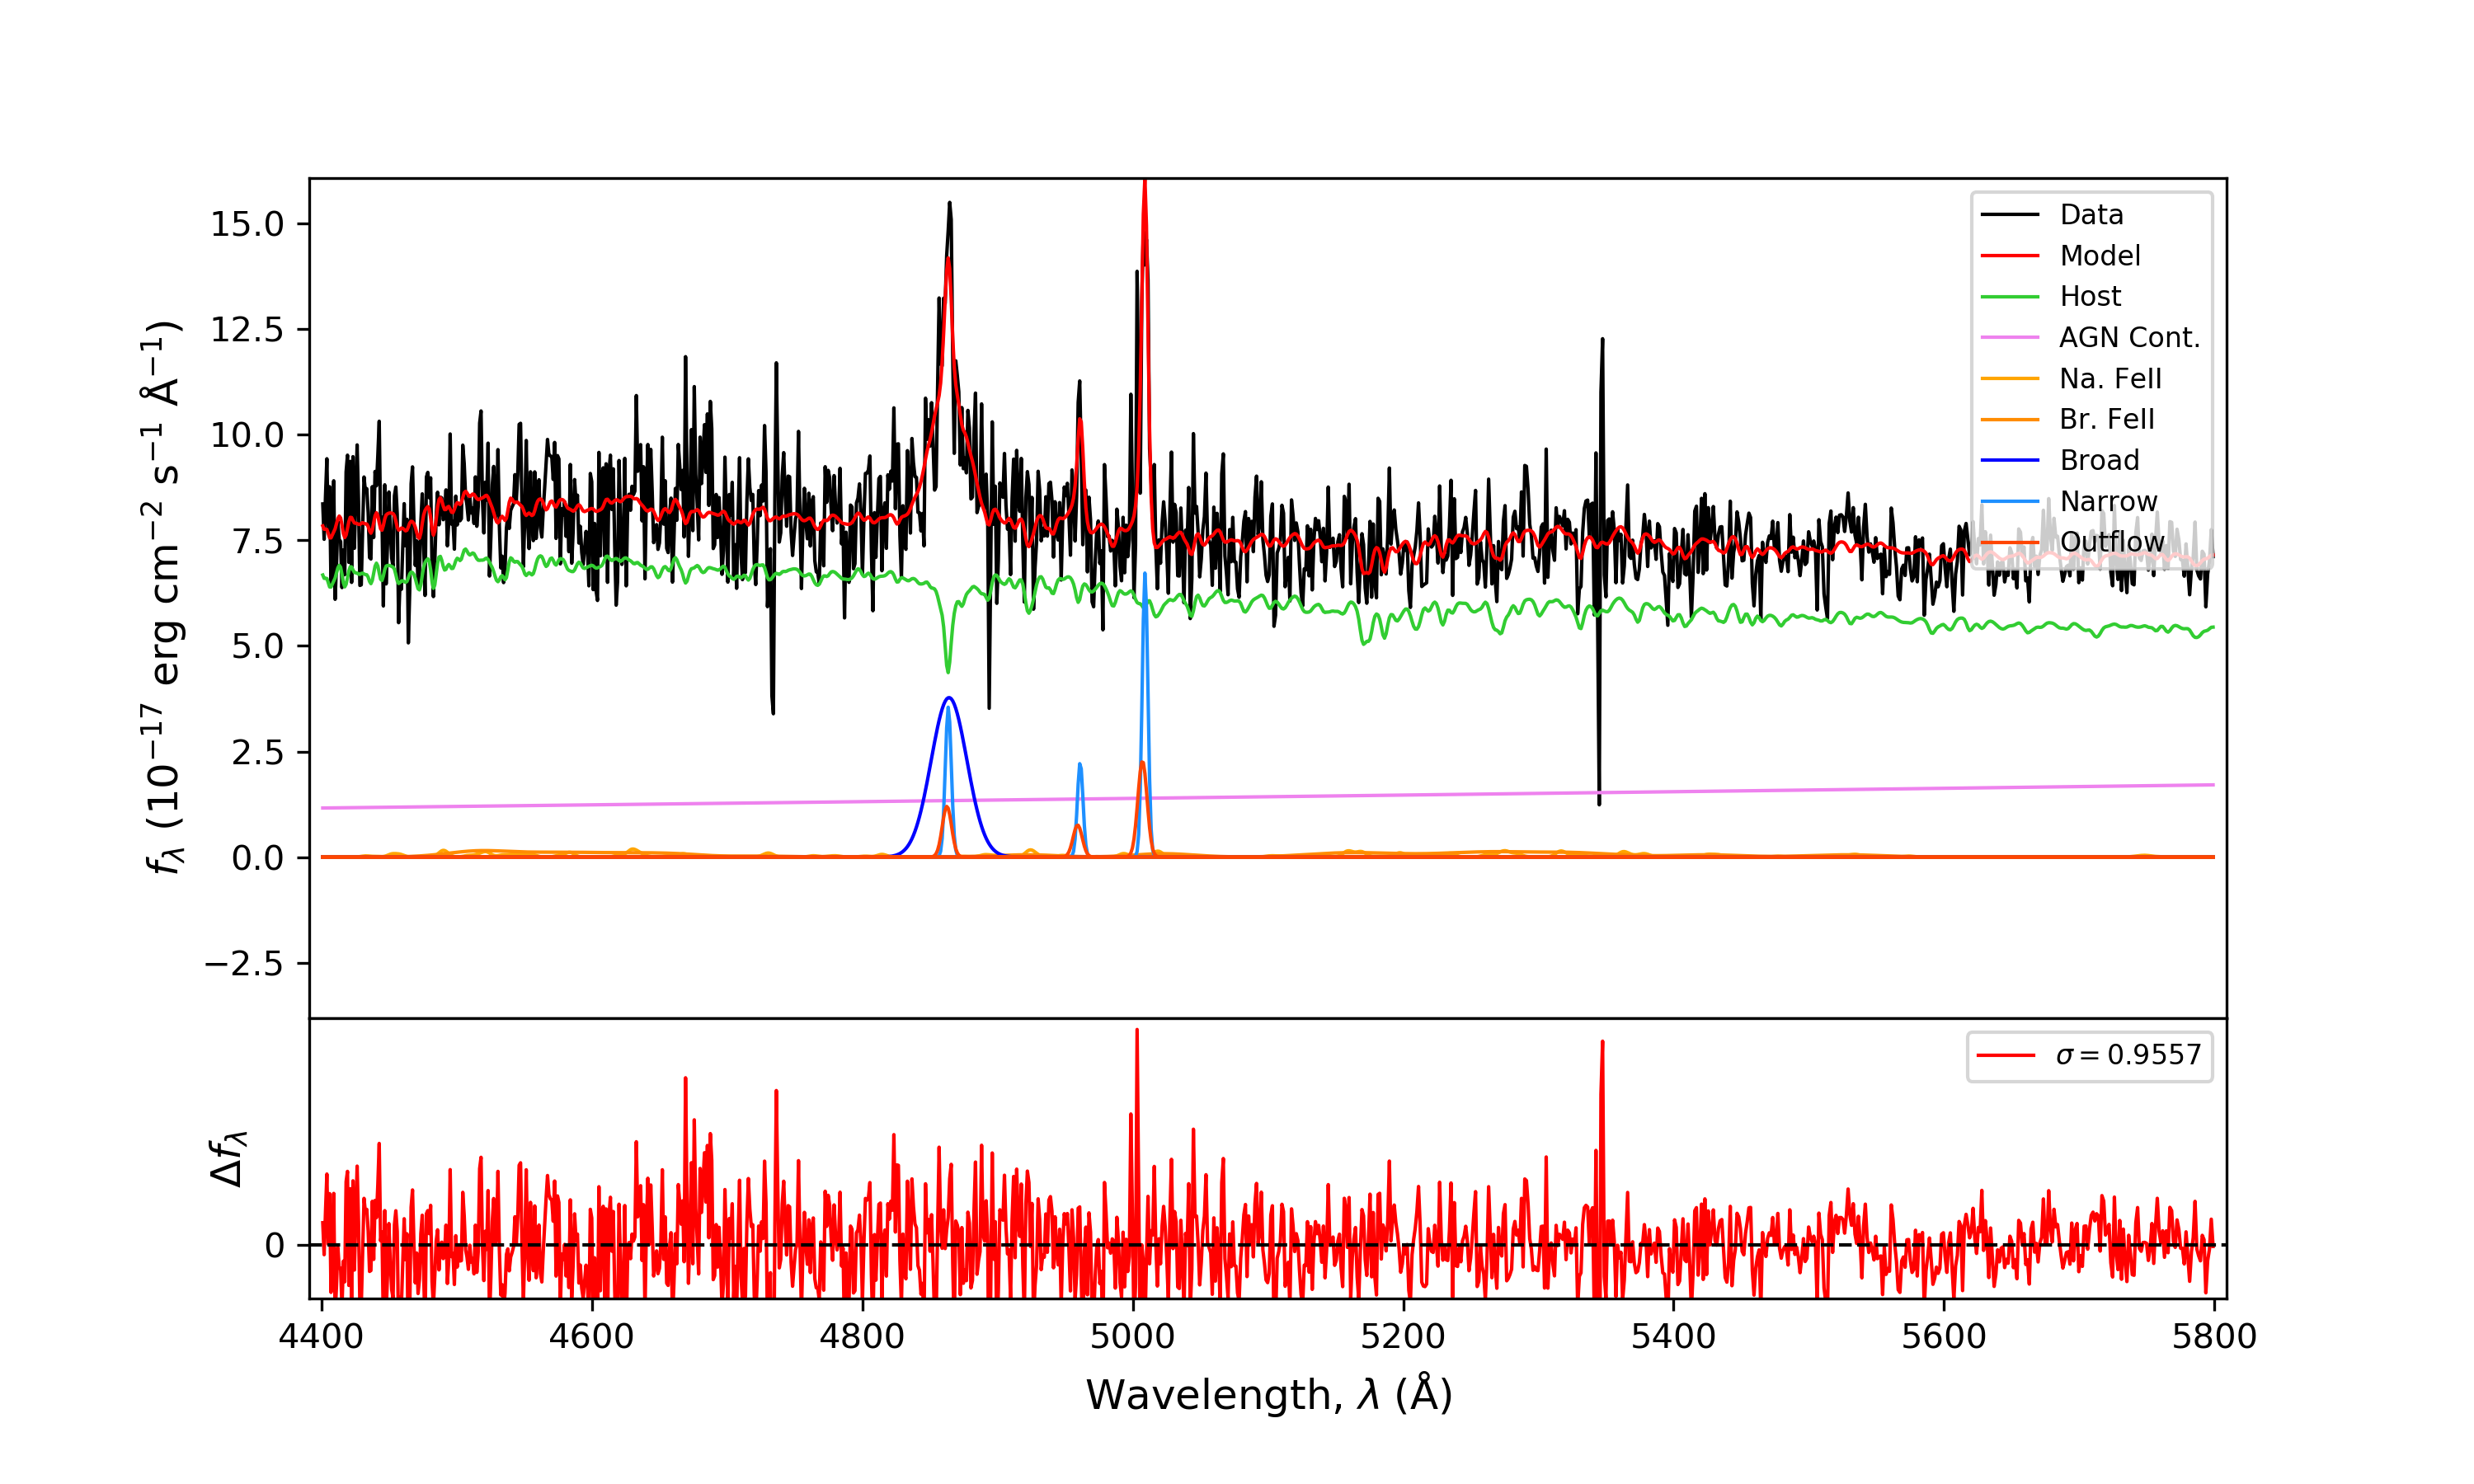 15.0
12.5
10.0
7.5
5.0
2.5
0.0
−2.5
f_λ (10⁻¹⁷ erg cm⁻² s⁻¹ Å⁻¹)
Data
Model
Host
AGN Cont.
Na. FeII
Br. FeII
Broad
Narrow
Outflow
σ = 0.9557
0
Δf_λ
4400 4600 4800 5000 5200 5400 5600 5800
Wavelength, λ (Å)